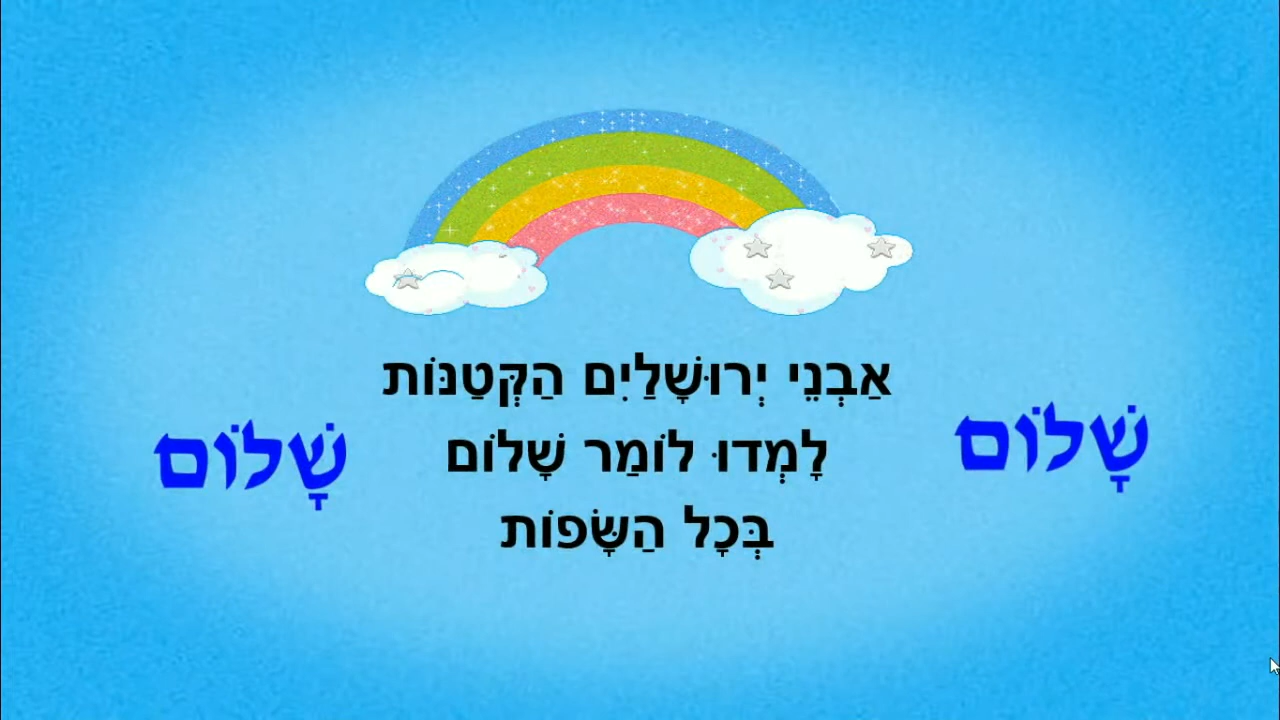 אַבְנֵי יְרוּשָׁלַיִם הַקְּטַנּוֹת
לָמְדוּ לוֹמַר שָׁלוֹם
בְּכָל הַשָּׂפוֹת
שָׁלוֹם
שָׁלוֹם